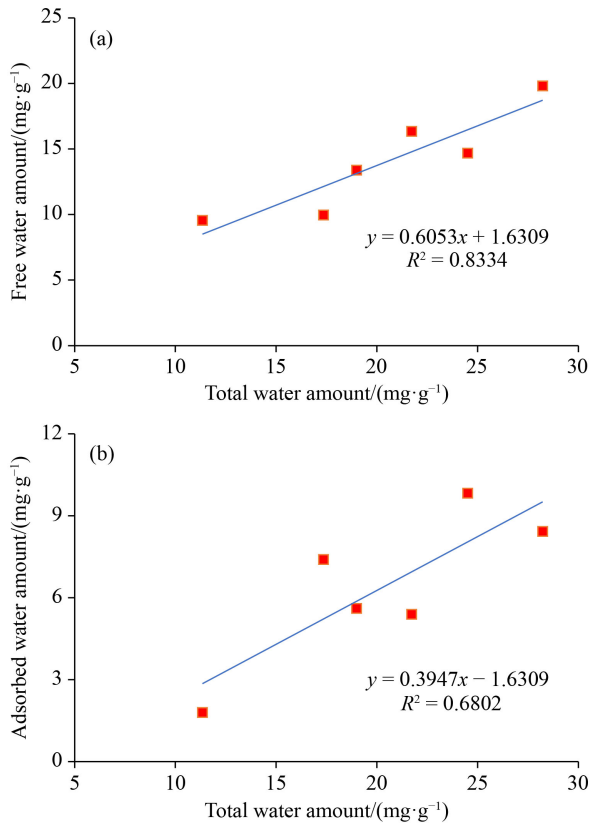 (a)
Free water amount/(mg·g⁻¹)
25
20
15
10
5
0
y = 0.6053x + 1.6309
R² = 0.8334
5 10 15 20 25 30
Total water amount/(mg·g⁻¹)
(b)
Adsorbed water amount/(mg·g⁻¹)
12
9
6
3
0
y = 0.3947x − 1.6309
R² = 0.6802
5 10 15 20 25 30
Total water amount/(mg·g⁻¹)